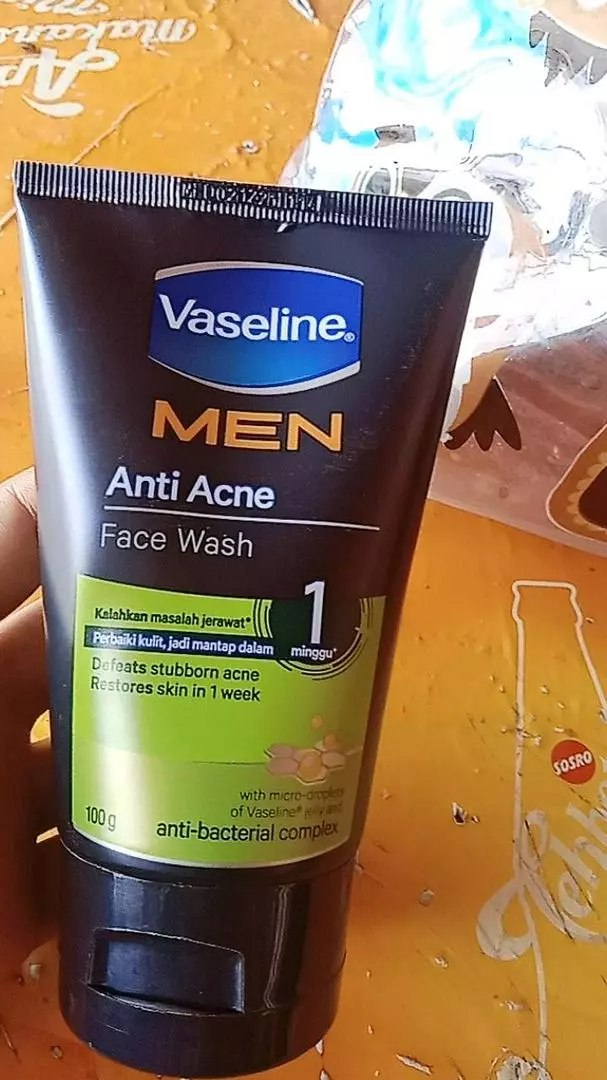 Vaseline®
MEN
Anti Acne
Face Wash
Kalahkan masalah jerawat*
Perbaiki kulit, jadi mantap dalam
1
minggu*
Defeats stubborn acne
Restores skin in 1 week
with micro-droplets
of Vaseline® jelly and
anti-bacterial complex
100 g
SOSRO